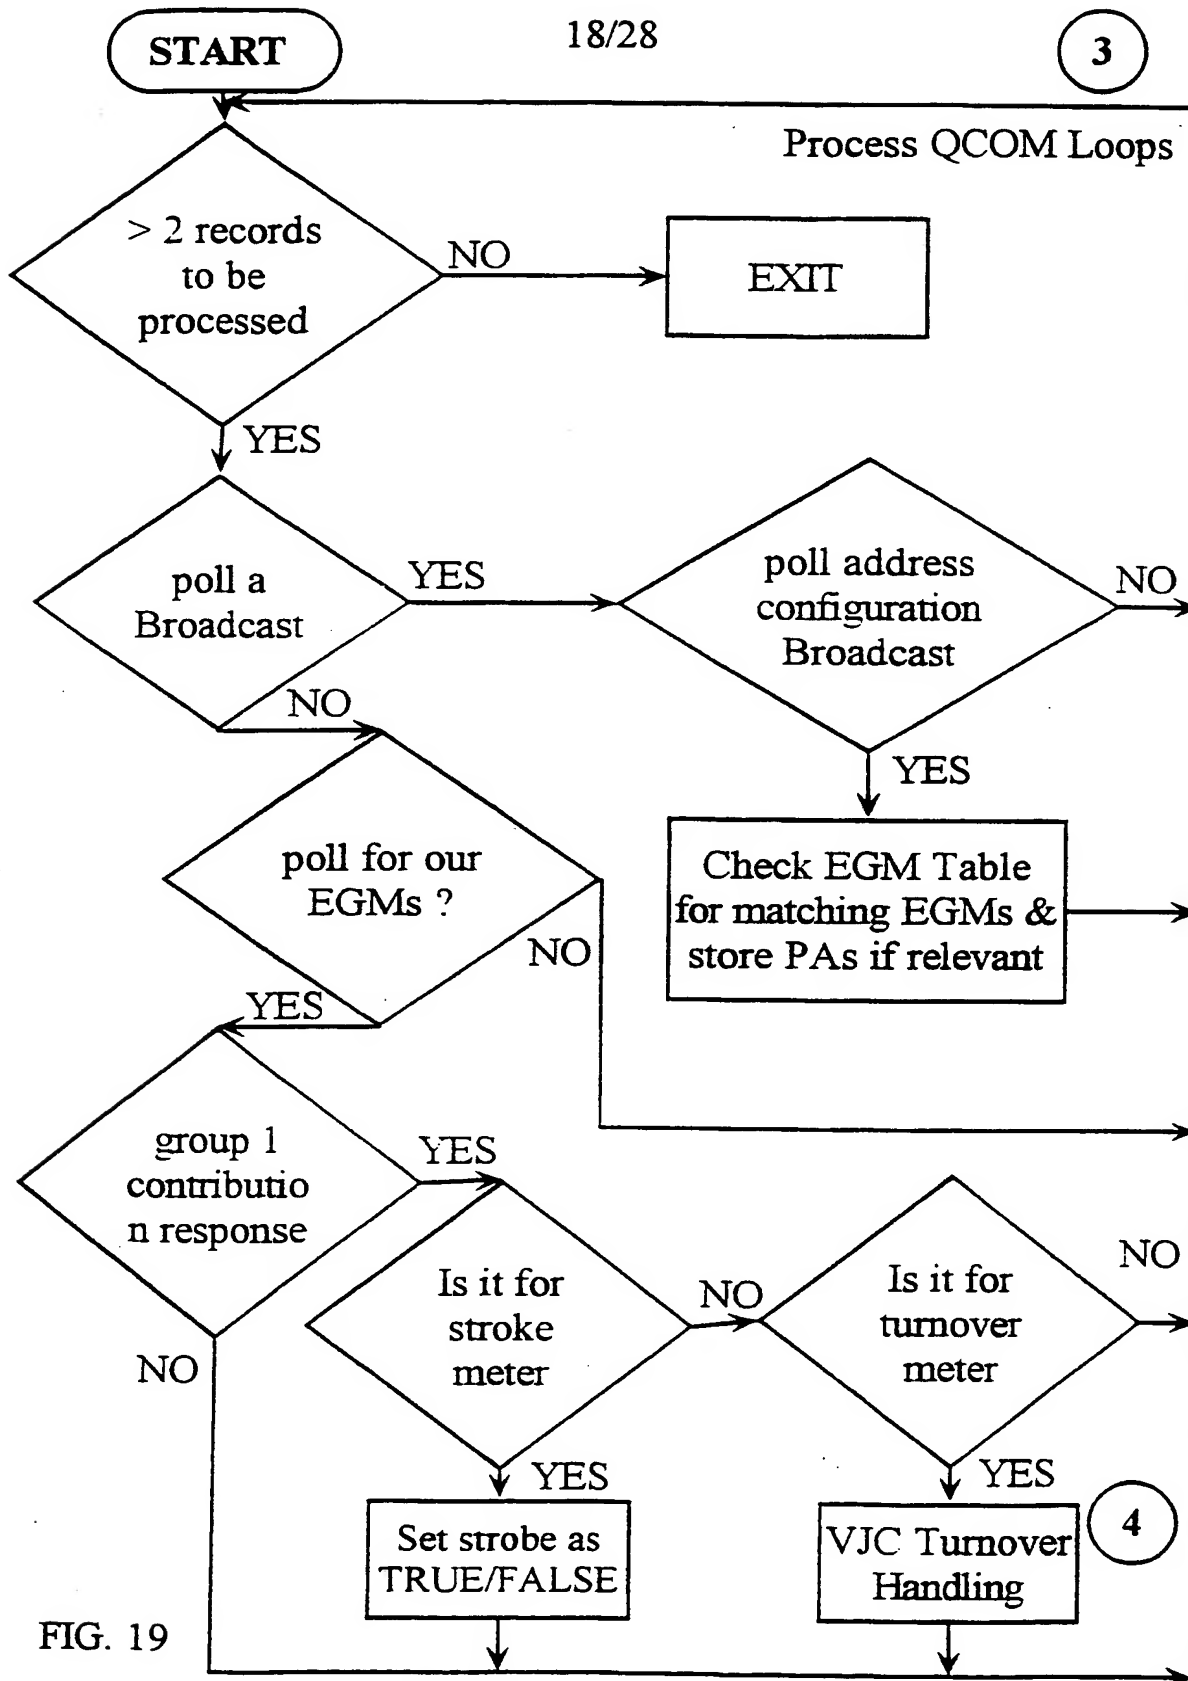 START
18/28
3
Process QCOM Loops
> 2 records
to be
processed
NO
EXIT
YES
poll a
Broadcast
YES
poll address
configuration
Broadcast
NO
NO
YES
poll for our
EGMs ?
NO
Check EGM Table
for matching EGMs &
store PAs if relevant
YES
group 1
contributio
n response
YES
NO
Is it for
stroke
meter
NO
Is it for
turnover
meter
NO
YES
YES
Set strobe as
TRUE/FALSE
VJC Turnover
Handling
4
FIG. 19